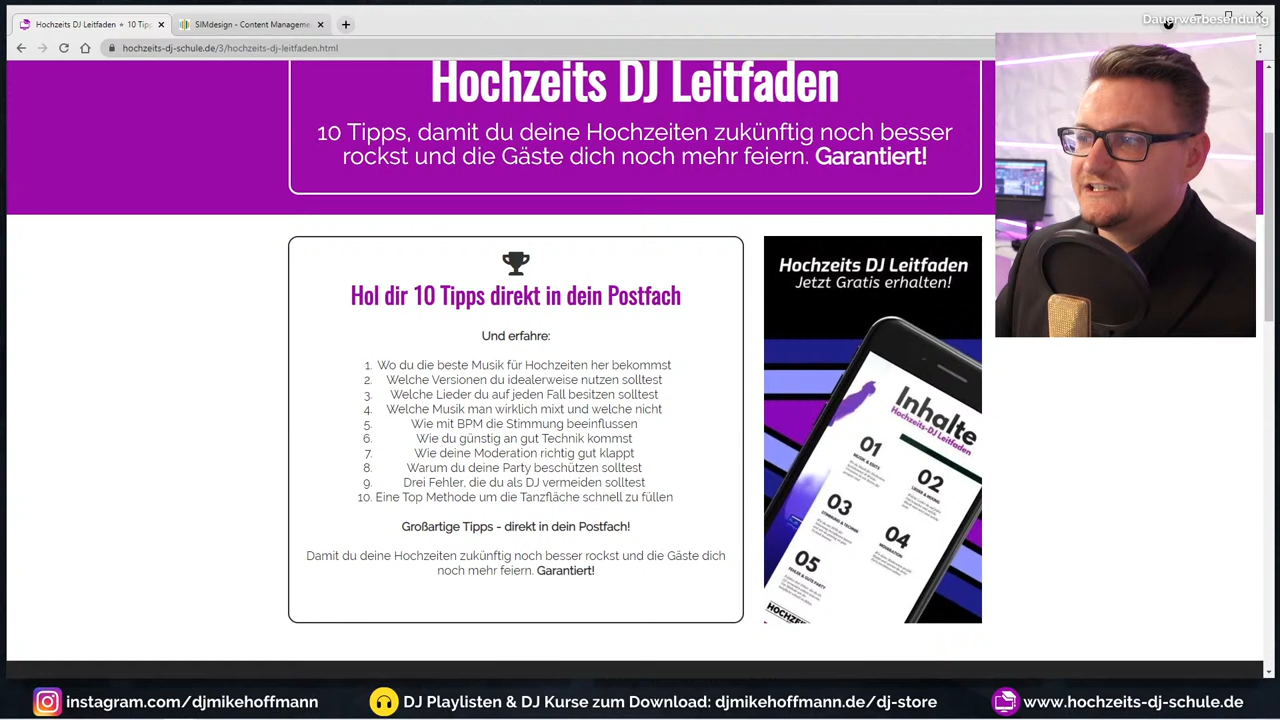 Dauerwerbesendung
Hochzeits DJ Leitfaden ★ 10 Tip
SIMdesign - Content Manageme
hochzeits-dj-schule.de/3/hochzeits-dj-leitfaden.html
Hochzeits DJ Leitfaden
10 Tipps, damit du deine Hochzeiten zukünftig noch besser
rockst und die Gäste dich noch mehr feiern. Garantiert!
Hol dir 10 Tipps direkt in dein Postfach
Und erfahre:
1. Wo du die beste Musik für Hochzeiten her bekommst
2. Welche Versionen du idealerweise nutzen solltest
3. Welche Lieder du auf jeden Fall besitzen solltest
4. Welche Musik man wirklich mixt und welche nicht
5. Wie mit BPM die Stimmung beeinflussen
6. Wie du günstig an gut Technik kommst
7. Wie deine Moderation richtig gut klappt
8. Warum du deine Party beschützen solltest
9. Drei Fehler, die du als DJ vermeiden solltest
10. Eine Top Methode um die Tanzfläche schnell zu füllen
Großartige Tipps - direkt in dein Postfach!
Damit du deine Hochzeiten zukünftig noch besser rockst und die Gäste dich
noch mehr feiern. Garantiert!
Hochzeits DJ Leitfaden
Jetzt Gratis erhalten!
Inhalte
Hochzeits-DJ Leitfaden
01
MUSIK & EDITS
02
03
STIMMUNG & TECHNIK
04
MODERATION
05
HOCHZEI
instagram.com/djmikehoffmann
DJ Playlisten & DJ Kurse zum Download: djmikehoffmann.de/dj-store
www.hochzeits-dj-schule.de